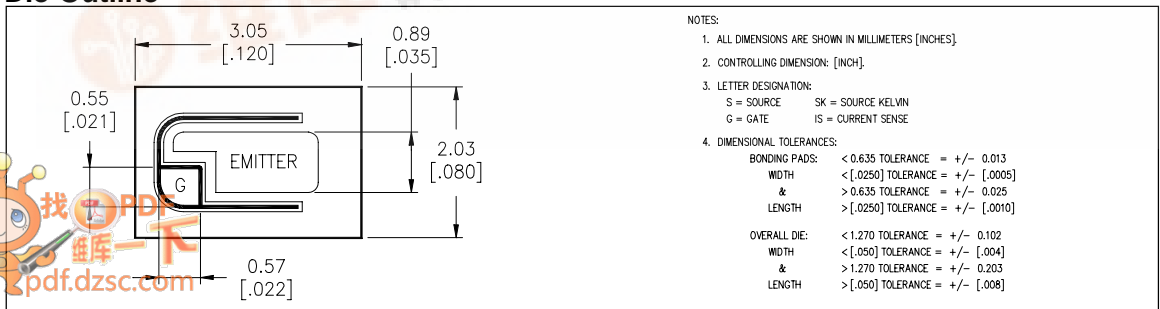 3.05
[.120]
0.89
[.035]
0.55
[.021]
2.03
[.080]
EMITTER
G
0.57
[.022]
NOTES:
1. ALL DIMENSIONS ARE SHOWN IN MILLIMETERS [INCHES].
2. CONTROLLING DIMENSION: [INCH].
3. LETTER DESIGNATION:
S = SOURCE SK = SOURCE KELVIN
G = GATE IS = CURRENT SENSE
4. DIMENSIONAL TOLERANCES:
BONDING PADS: < 0.635 TOLERANCE = +/- 0.013
WIDTH < [.0250] TOLERANCE = +/- [.0005]
& > 0.635 TOLERANCE = +/- 0.025
LENGTH > [.0250] TOLERANCE = +/- [.0010]
OVERALL DIE: < 1.270 TOLERANCE = +/- 0.102
WIDTH < [.050] TOLERANCE = +/- [.004]
& > 1.270 TOLERANCE = +/- 0.203
LENGTH > [.050] TOLERANCE = +/- [.008]
找 PDF
维库一下
pdf.dzsc.com